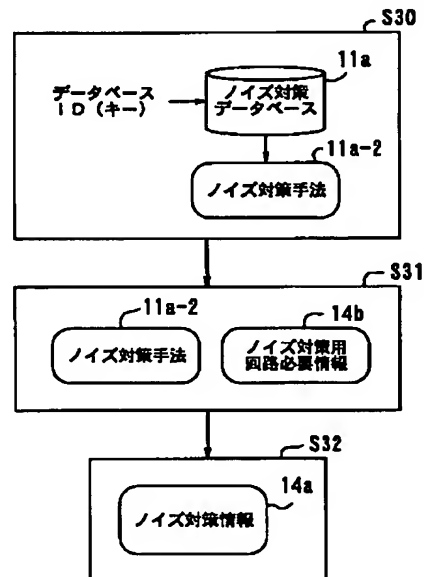 S30
11a
データベース
ID(キー)
ノイズ対策
データベース
11a-2
ノイズ対策手法
S31
11a-2
ノイズ対策手法
14b
ノイズ対策用
回路必要情報
S32
14a
ノイズ対策情報